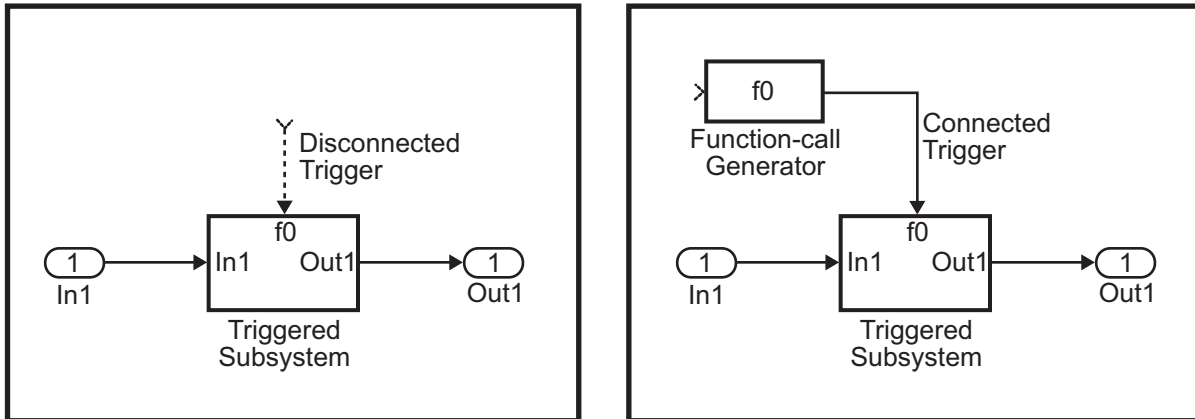 Disconnected
Trigger
f0
1
In1
In1
Out1
1
Out1
Triggered
Subsystem
f0
Function-call
Generator
Connected
Trigger
f0
1
In1
In1
Out1
1
Out1
Triggered
Subsystem